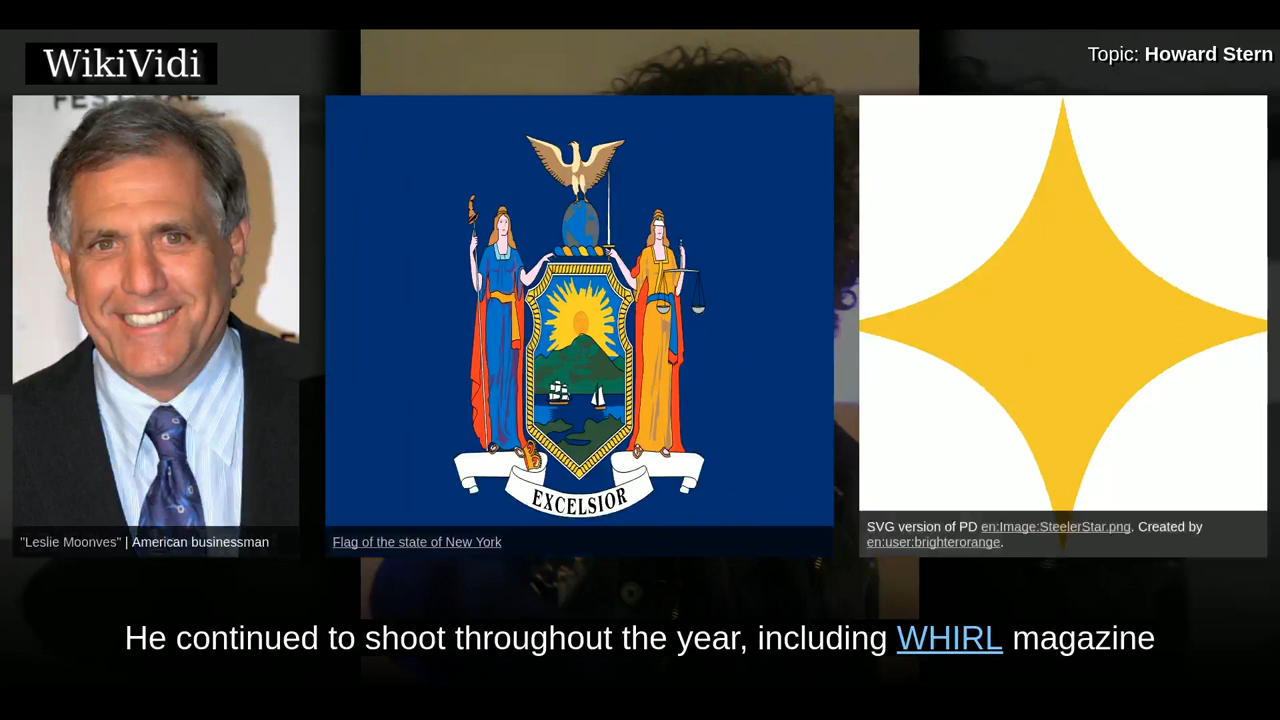 WikiVidi
Topic: Howard Stern
FESTIVAL
"Leslie Moonves" | American businessman
EXCELSIOR
Flag of the state of New York
SVG version of PD en:Image:SteelerStar.png. Created by
en:user:brighterorange.
He continued to shoot throughout the year, including WHIRL magazine